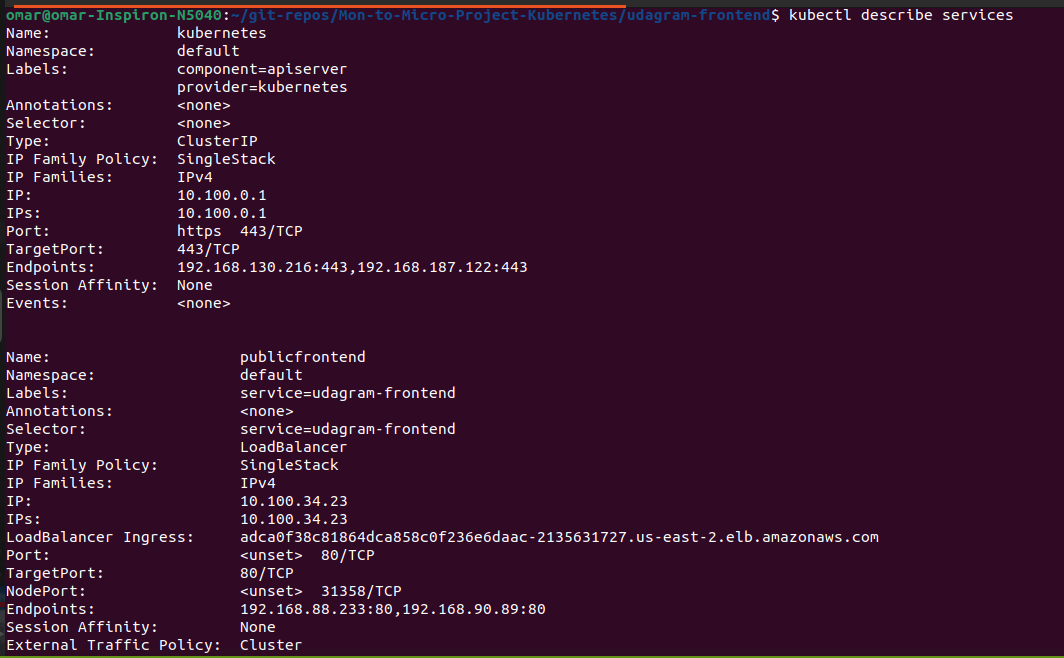 omar@omar-Inspiron-N5040:~/git-repos/Mon-to-Micro-Project-Kubernetes/udagram-frontend$ kubectl describe services
Name:              kubernetes
Namespace:         default
Labels:            component=apiserver
                   provider=kubernetes
Annotations:       <none>
Selector:          <none>
Type:              ClusterIP
IP Family Policy:  SingleStack
IP Families:       IPv4
IP:                10.100.0.1
IPs:               10.100.0.1
Port:              https  443/TCP
TargetPort:        443/TCP
Endpoints:         192.168.130.216:443,192.168.187.122:443
Session Affinity:  None
Events:            <none>
Name:                     publicfrontend
Namespace:                default
Labels:                   service=udagram-frontend
Annotations:              <none>
Selector:                 service=udagram-frontend
Type:                     LoadBalancer
IP Family Policy:         SingleStack
IP Families:              IPv4
IP:                       10.100.34.23
IPs:                      10.100.34.23
LoadBalancer Ingress:     adca0f38c81864dca858c0f236e6daac-2135631727.us-east-2.elb.amazonaws.com
Port:                     <unset>  80/TCP
TargetPort:               80/TCP
NodePort:                 <unset>  31358/TCP
Endpoints:                192.168.88.233:80,192.168.90.89:80
Session Affinity:         None
External Traffic Policy:  Cluster